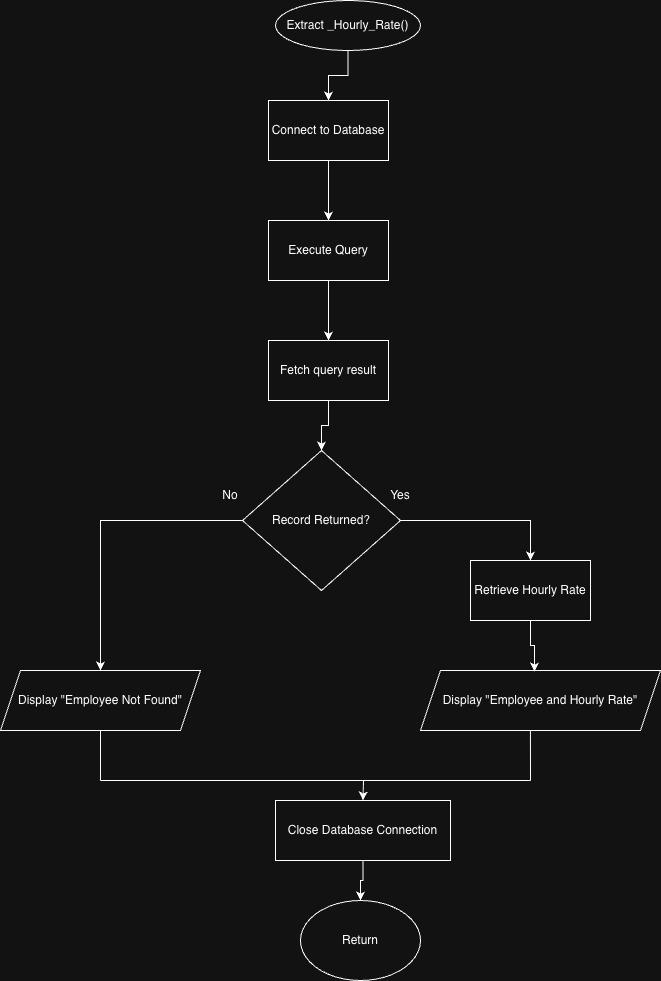 Extract _Hourly_Rate()
Connect to Database
Execute Query
Fetch query result
No
Yes
Record Returned?
Retrieve Hourly Rate
Display "Employee Not Found"
Display "Employee and Hourly Rate"
Close Database Connection
Return